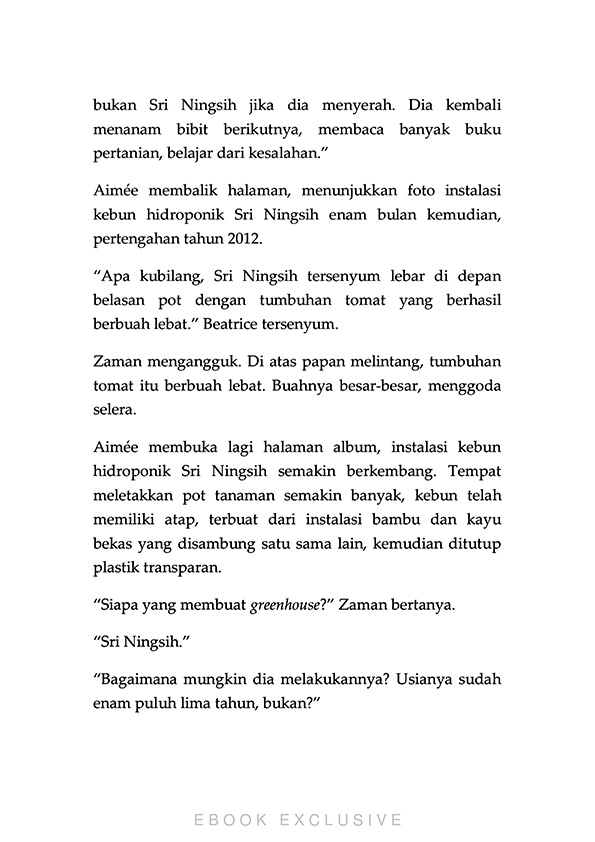 bukan Sri Ningsih jika dia menyerah. Dia kembali
menanam bibit berikutnya, membaca banyak buku
pertanian, belajar dari kesalahan.”
Aimée membalik halaman, menunjukkan foto instalasi
kebun hidroponik Sri Ningsih enam bulan kemudian,
pertengahan tahun 2012.
“Apa kubilang, Sri Ningsih tersenyum lebar di depan
belasan pot dengan tumbuhan tomat yang berhasil
berbuah lebat.” Beatrice tersenyum.
Zaman mengangguk. Di atas papan melintang, tumbuhan
tomat itu berbuah lebat. Buahnya besar-besar, menggoda
selera.
Aimée membuka lagi halaman album, instalasi kebun
hidroponik Sri Ningsih semakin berkembang. Tempat
meletakkan pot tanaman semakin banyak, kebun telah
memiliki atap, terbuat dari instalasi bambu dan kayu
bekas yang disambung satu sama lain, kemudian ditutup
plastik transparan.
“Siapa yang membuat greenhouse?” Zaman bertanya.
“Sri Ningsih.”
“Bagaimana mungkin dia melakukannya? Usianya sudah
enam puluh lima tahun, bukan?”
EBOOK EXCLUSIVE